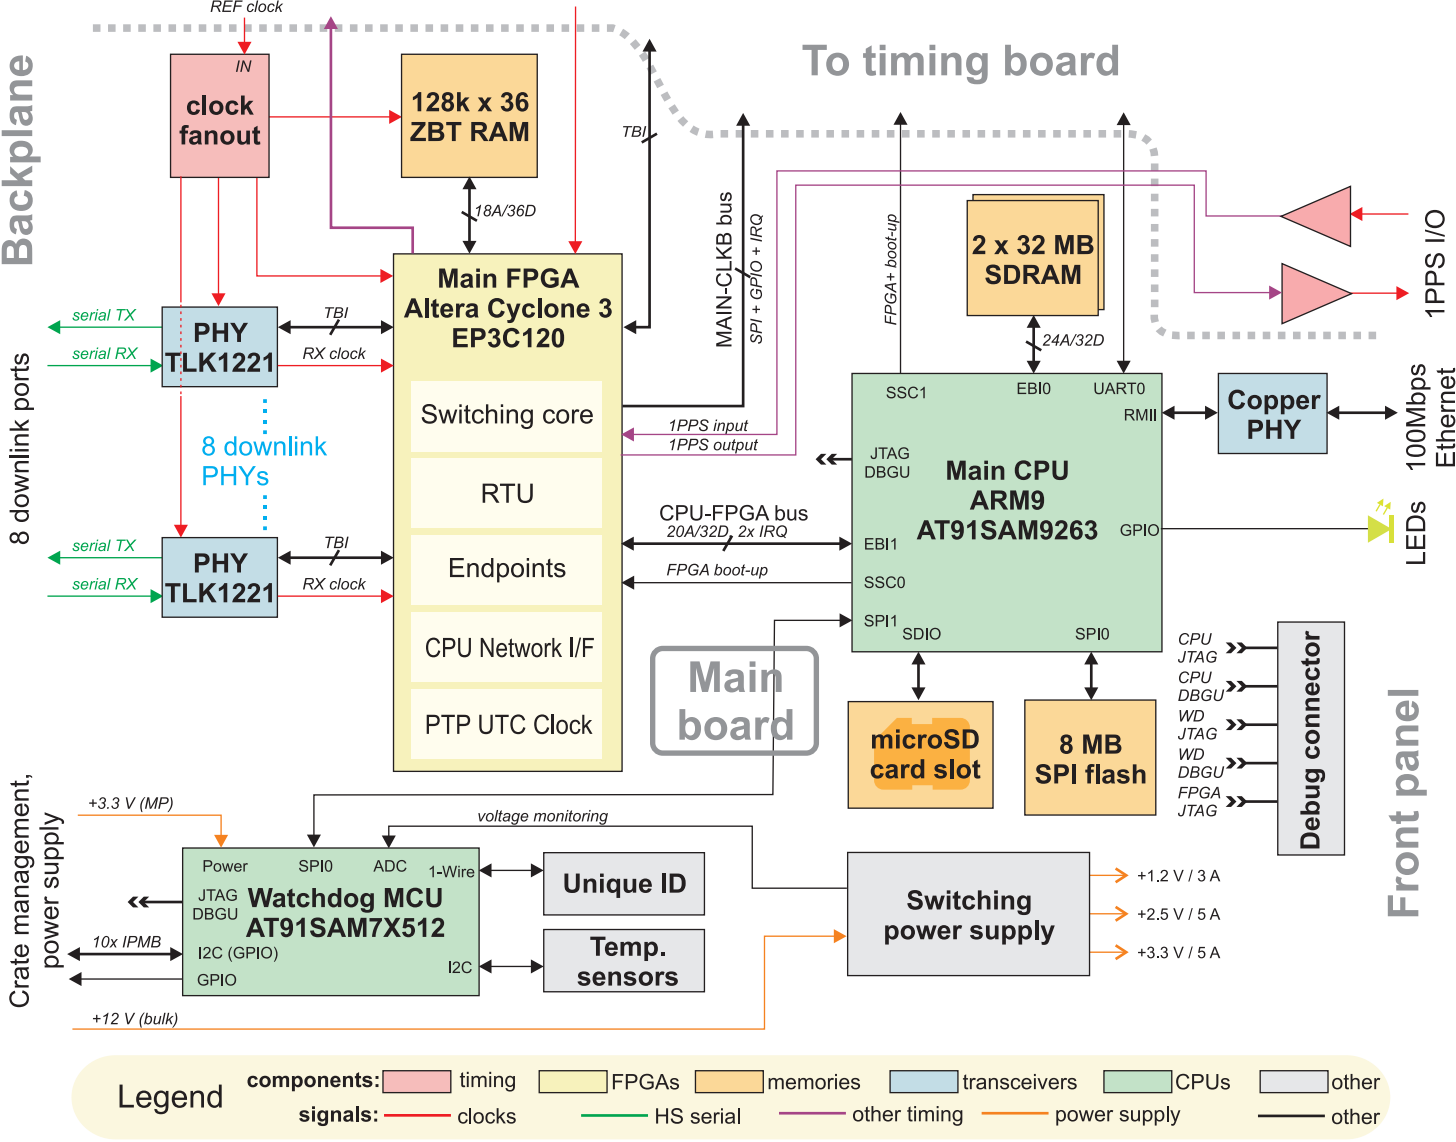 REF clock
To timing board
Backplane
IN
clock
fanout
128k x 36
ZBT RAM
TBI
18A/36D
MAIN-CLKB bus
SPI + GPIO + IRQ
FPGA+ boot-up
2 x 32 MB
SDRAM
24A/32D
1PPS I/O
Main FPGA
Altera Cyclone 3
EP3C120
serial TX
serial RX
PHY
TLK1221
TBI
RX clock
8 downlink ports
8 downlink
PHYs
serial TX
serial RX
PHY
TLK1221
TBI
RX clock
Switching core
RTU
Endpoints
CPU Network I/F
PTP UTC Clock
1PPS input
1PPS output
CPU-FPGA bus
20A/32D, 2x IRQ
FPGA boot-up
SSC1
EBI0
UART0
RMII
JTAG
DBGU
Main CPU
ARM9
AT91SAM9263
EBI1
GPIO
SSC0
SPI1
SDIO
SPI0
Copper
PHY
100Mbps
Ethernet
LEDs
Main
board
microSD
card slot
8 MB
SPI flash
CPU
JTAG
CPU
DBGU
WD
JTAG
WD
DBGU
FPGA
JTAG
Debug connector
Front panel
Crate management,
power supply
+3.3 V (MP)
voltage monitoring
Power
SPI0
ADC
1-Wire
JTAG
DBGU
Watchdog MCU
AT91SAM7X512
10x IPMB
I2C (GPIO)
GPIO
I2C
Unique ID
Temp.
sensors
Switching
power supply
+1.2 V / 3 A
+2.5 V / 5 A
+3.3 V / 5 A
+12 V (bulk)
Legend
components: timing FPGAs memories transceivers CPUs other
signals: clocks HS serial other timing power supply other